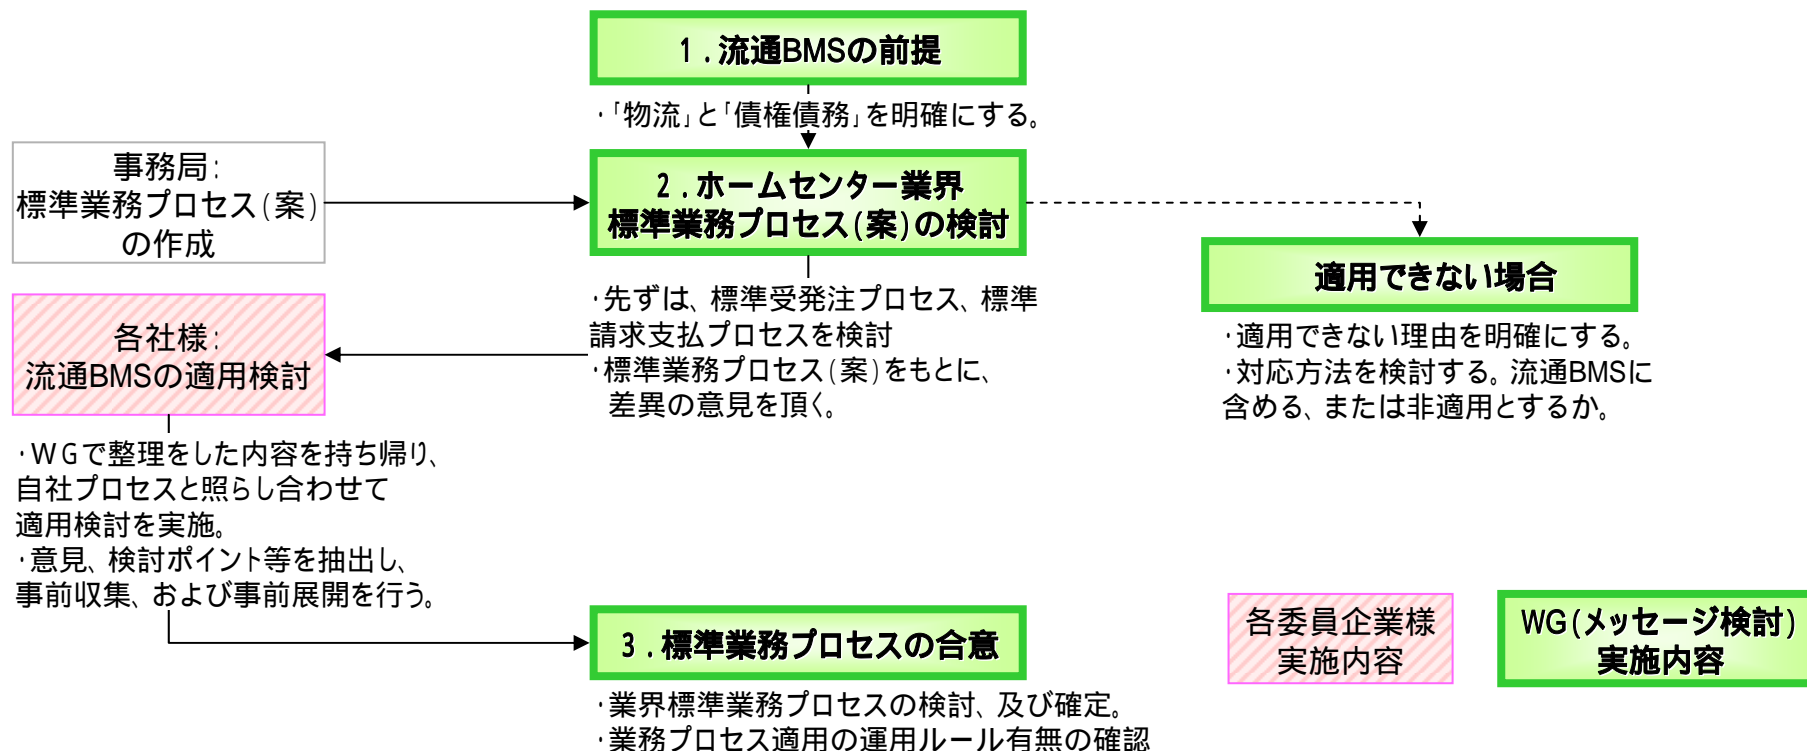 1.流通BMSの前提
・「物流」と「債権債務」を明確にする。
事務局:
標準業務プロセス(案)
の作成
2.ホームセンター業界
標準業務プロセス(案)の検討
適用できない場合
・先ずは、標準受発注プロセス、標準
請求支払プロセスを検討
・標準業務プロセス(案)をもとに、
差異の意見を頂く。
・適用できない理由を明確にする。
・対応方法を検討する。流通BMSに
含める、または非適用とするか。
各社様:
流通BMSの適用検討
・WGで整理をした内容を持ち帰り、
自社プロセスと照らし合わせて
適用検討を実施。
・意見、検討ポイント等を抽出し、
事前収集、および事前展開を行う。
3.標準業務プロセスの合意
・業界標準業務プロセスの検討、及び確定。
・業務プロセス適用の運用ルール有無の確認
各委員企業様
実施内容
WG(メッセージ検討)
実施内容